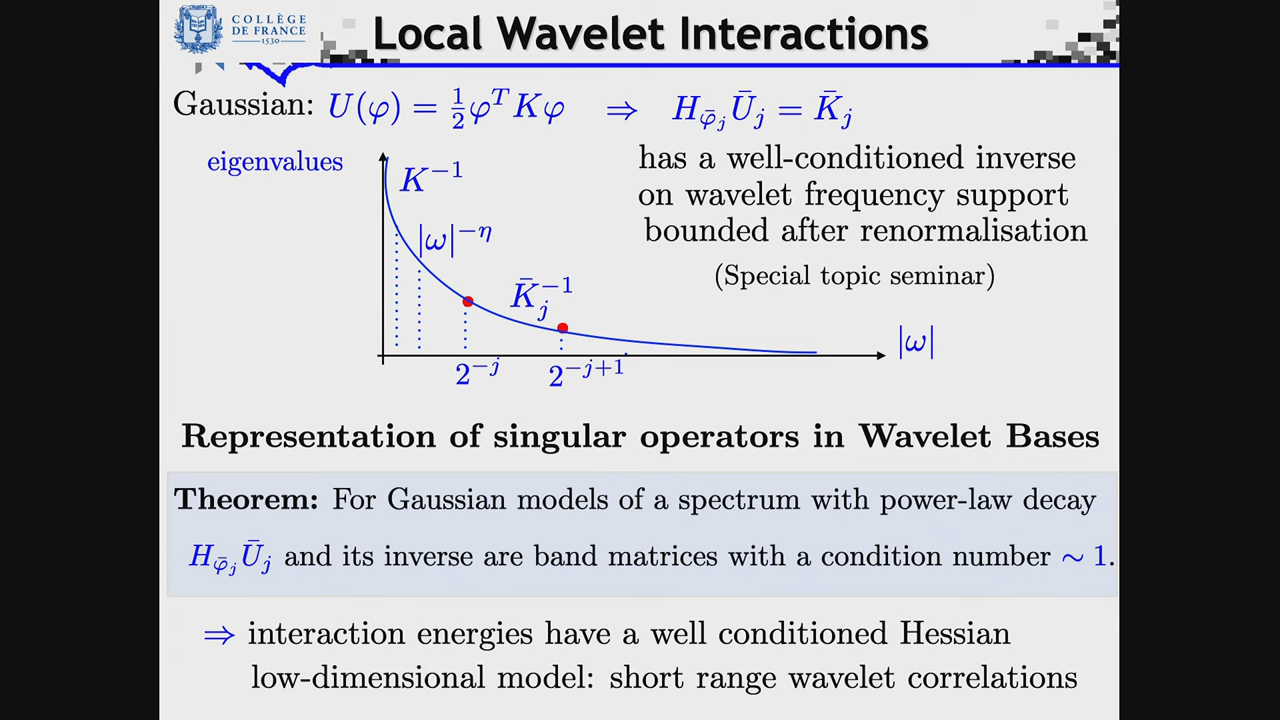 COLLÈGE
DE FRANCE
1530
Local Wavelet Interactions
Gaussian: U(φ) = 1/2 φ^T K φ ⇒ H_{φ̄_j} Ū_j = K̄_j
eigenvalues
K^{-1}
|ω|^{-η}
K̄_j^{-1}
|ω|
2^{-j}
2^{-j+1}
has a well-conditioned inverse
on wavelet frequency support
bounded after renormalisation
(Special topic seminar)
Representation of singular operators in Wavelet Bases
Theorem: For Gaussian models of a spectrum with power-law decay
H_{φ̄_j} Ū_j and its inverse are band matrices with a condition number ∼ 1.
⇒ interaction energies have a well conditioned Hessian
low-dimensional model: short range wavelet correlations